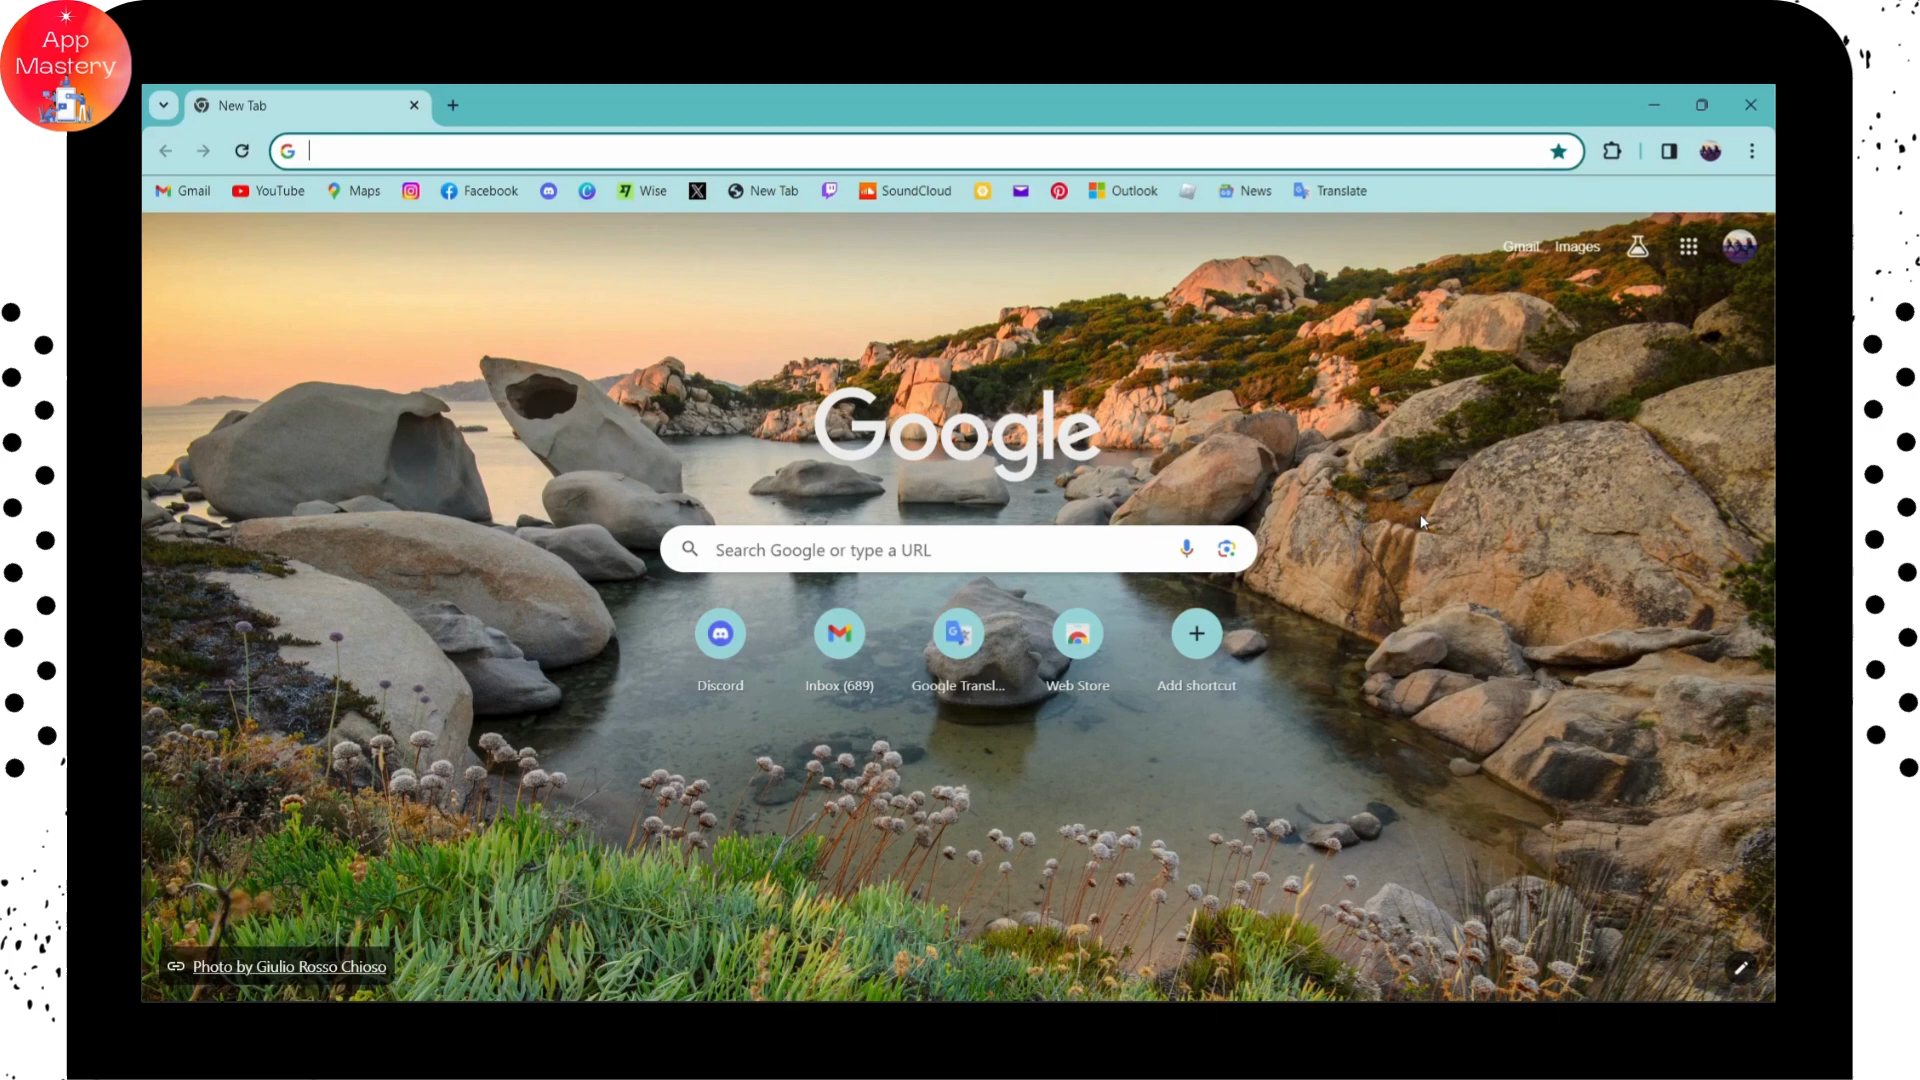 App
Mastery
New Tab
Gmail YouTube Maps Facebook Wise New Tab SoundCloud Outlook News Translate
Gmail Images
Google
Search Google or type a URL
Discord Inbox (689) Google Transl... Web Store Add shortcut
Photo by Giulio Rosso Chioso